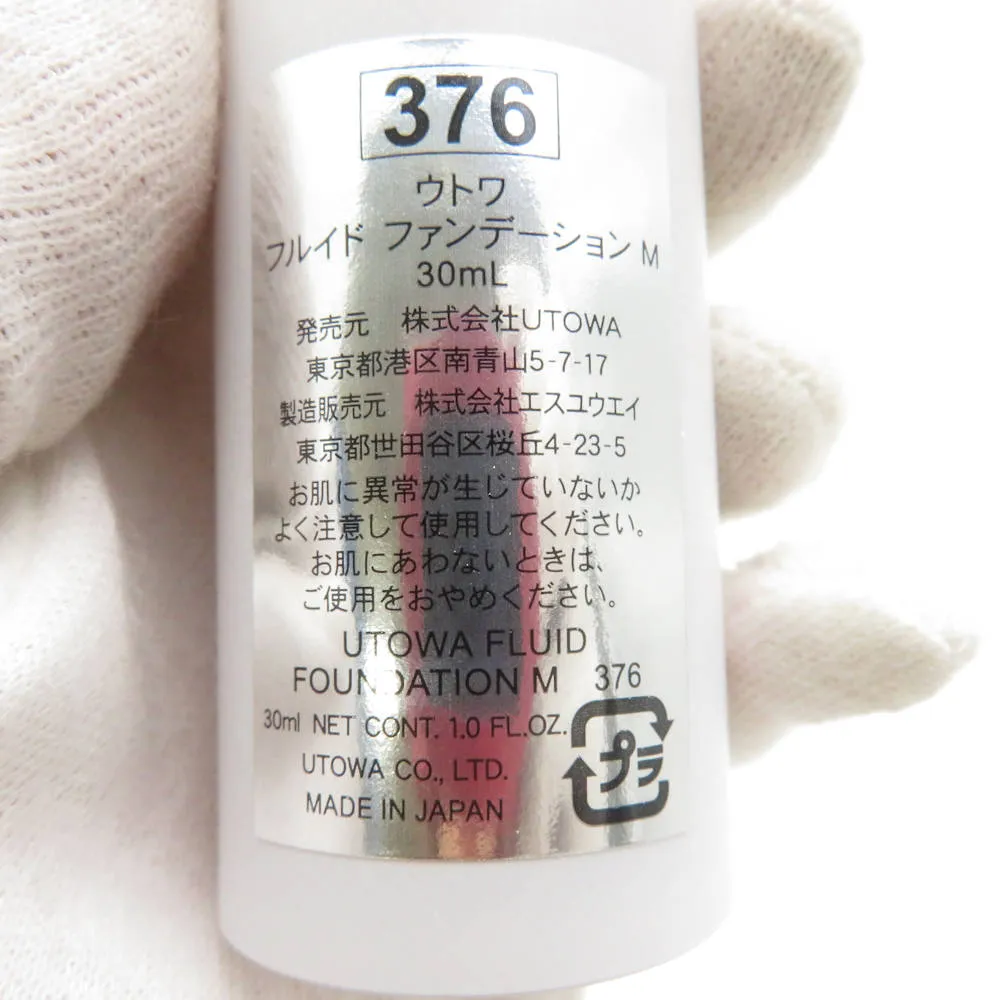 376
ウトワ
フルイド ファンデーション M
30mL
発売元 株式会社UTOWA
東京都港区南青山5-7-17
製造販売元 株式会社エスユウエイ
東京都世田谷区桜丘4-23-5
お肌に異常が生じていないか
よく注意して使用してください。
お肌にあわないときは、
ご使用をおやめください。
UTOWA FLUID
FOUNDATION M 376
30ml NET CONT. 1.0 FL.OZ.
UTOWA CO., LTD.
MADE IN JAPAN
プラ